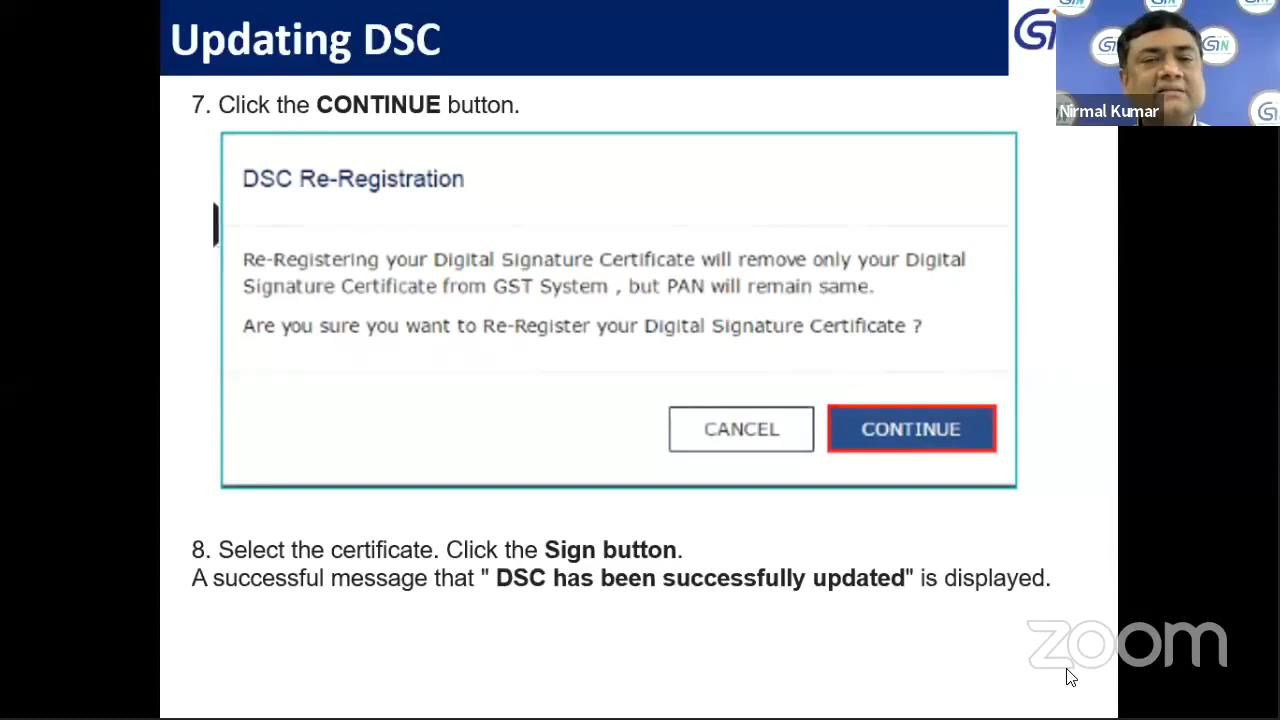 Updating DSC
Nirmal Kumar
7. Click the CONTINUE button.
DSC Re-Registration
Re-Registering your Digital Signature Certificate will remove only your Digital
Signature Certificate from GST System , but PAN will remain same.
Are you sure you want to Re-Register your Digital Signature Certificate ?
CANCEL
CONTINUE
8. Select the certificate. Click the Sign button.
A successful message that " DSC has been successfully updated" is displayed.
zoom